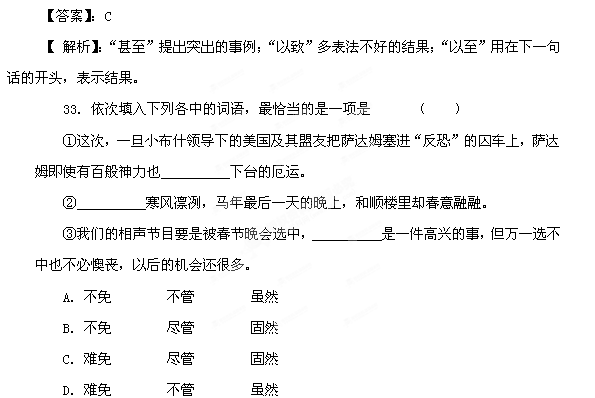 【答案】：C
【 解析】：“甚至”提出突出的事例；“以致”多表法不好的结果；“以至”用在下一句
话的开头，表示结果。
33. 依次填入下列各中的词语，最恰当的是一项是 （ ）
①这次，一旦小布什领导下的美国及其盟友把萨达姆塞进“反恐”的囚车上，萨达
姆即使有百般神力也__________下台的厄运。
②__________寒风凛冽，马年最后一天的晚上，和顺楼里却春意融融。
③我们的相声节目要是被春节晚会选中，__________是一件高兴的事，但万一选不
中也不必懊丧，以后的机会还很多。
A. 不免 不管 虽然
B. 不免 尽管 固然
C. 难免 尽管 固然
D. 难免 不管 虽然